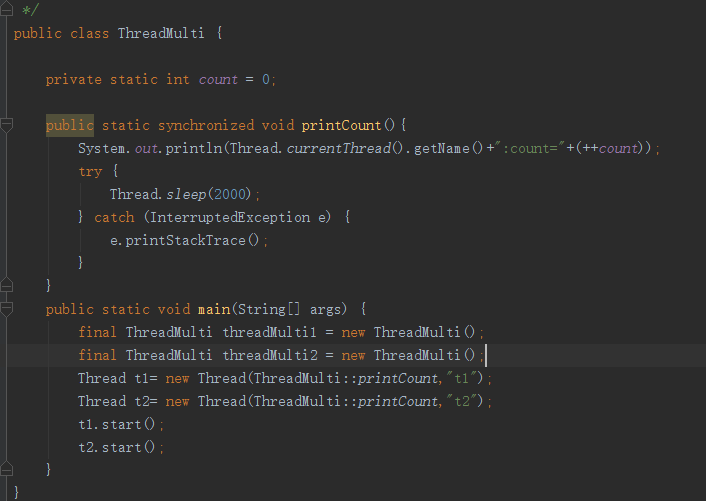 */
public class ThreadMulti {
private static int count = 0;
public static synchronized void printCount(){
System.out.println(Thread.currentThread().getName()+":count="+(++count));
try {
Thread.sleep(2000);
} catch (InterruptedException e) {
e.printStackTrace();
}
}
public static void main(String[] args) {
final ThreadMulti threadMulti1 = new ThreadMulti();
final ThreadMulti threadMulti2 = new ThreadMulti();
Thread t1= new Thread(ThreadMulti::printCount,"t1");
Thread t2= new Thread(ThreadMulti::printCount,"t2");
t1.start();
t2.start();
}
}